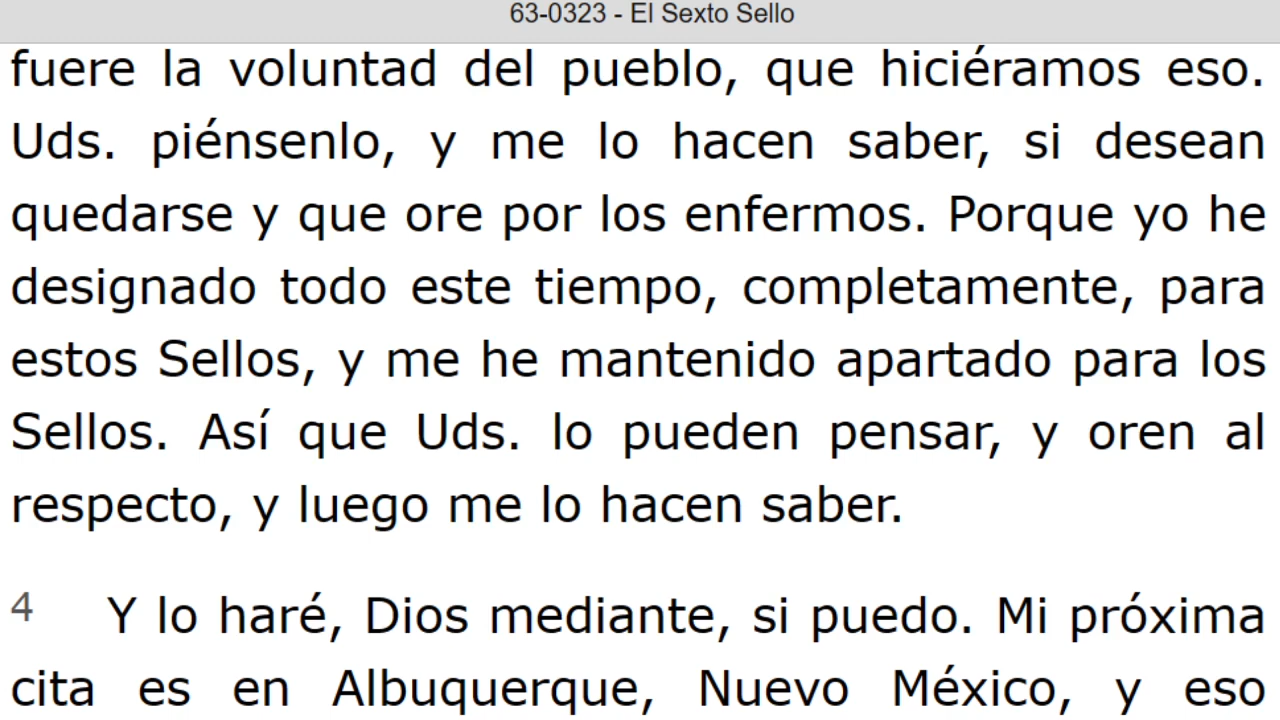 63-0323 - El Sexto Sello
fuere la voluntad del pueblo, que hiciéramos eso.
Uds. piénsenlo, y me lo hacen saber, si desean
quedarse y que ore por los enfermos. Porque yo he
designado todo este tiempo, completamente, para
estos Sellos, y me he mantenido apartado para los
Sellos. Así que Uds. lo pueden pensar, y oren al
respecto, y luego me lo hacen saber.
4 Y lo haré, Dios mediante, si puedo. Mi próxima
cita es en Albuquerque, Nuevo México, y eso